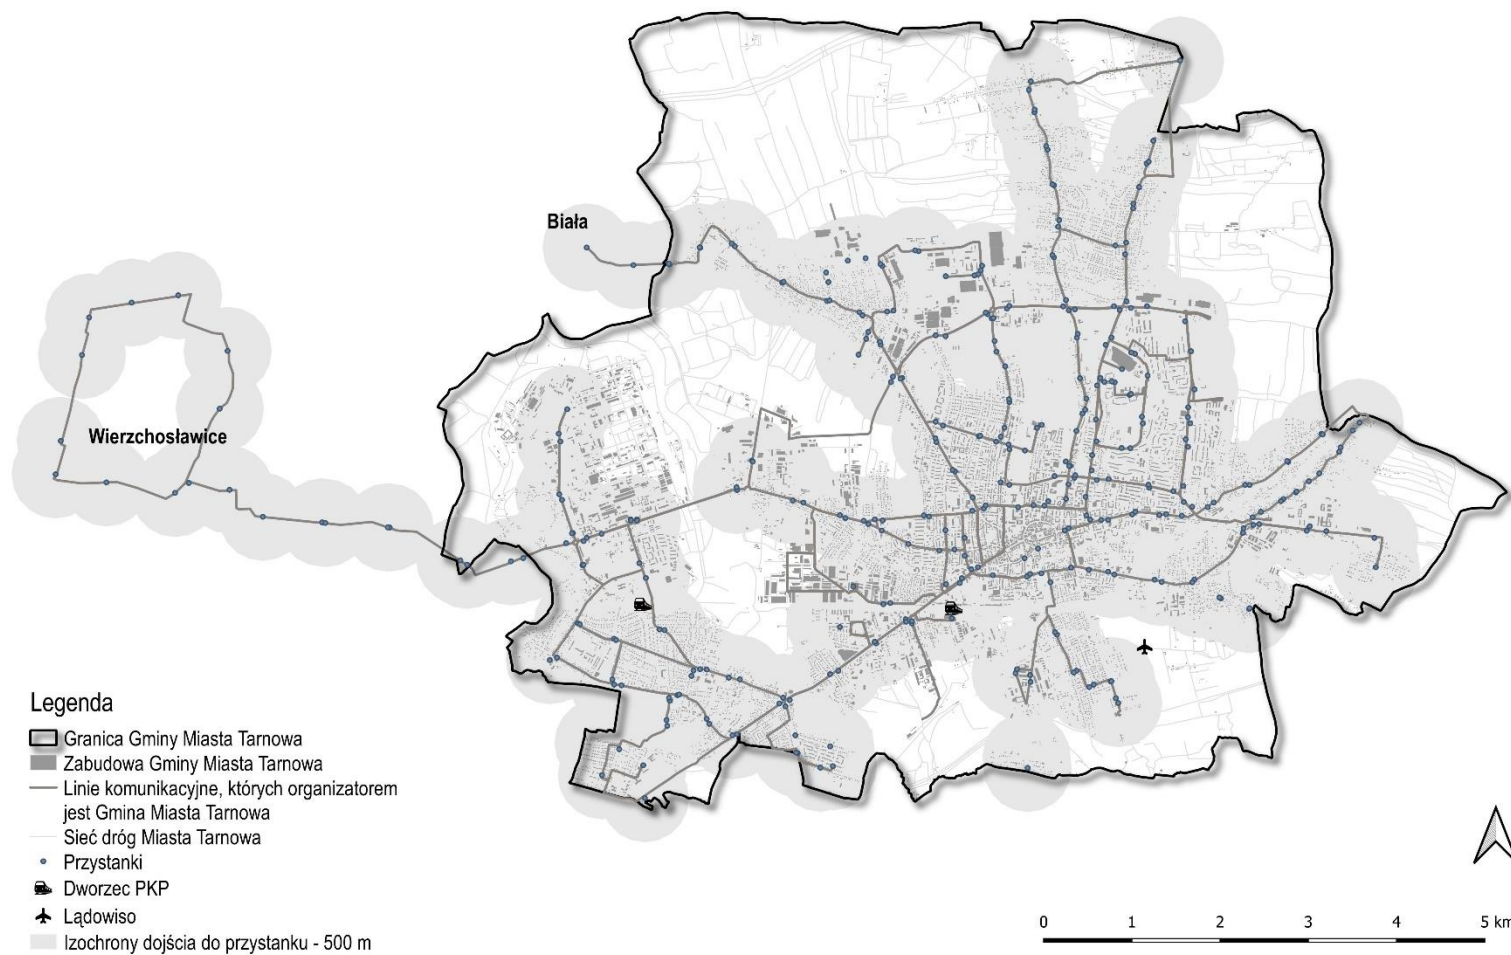 Biała
Wierzchosławice
Legenda
Granica Gminy Miasta Tarnowa
Zabudowa Gminy Miasta Tarnowa
Linie komunikacyjne, których organizatorem
jest Gmina Miasta Tarnowa
Sieć dróg Miasta Tarnowa
Przystanki
Dworzec PKP
Lądowiso
Izochrony dojścia do przystanku - 500 m
0 1 2 3 4 5 km